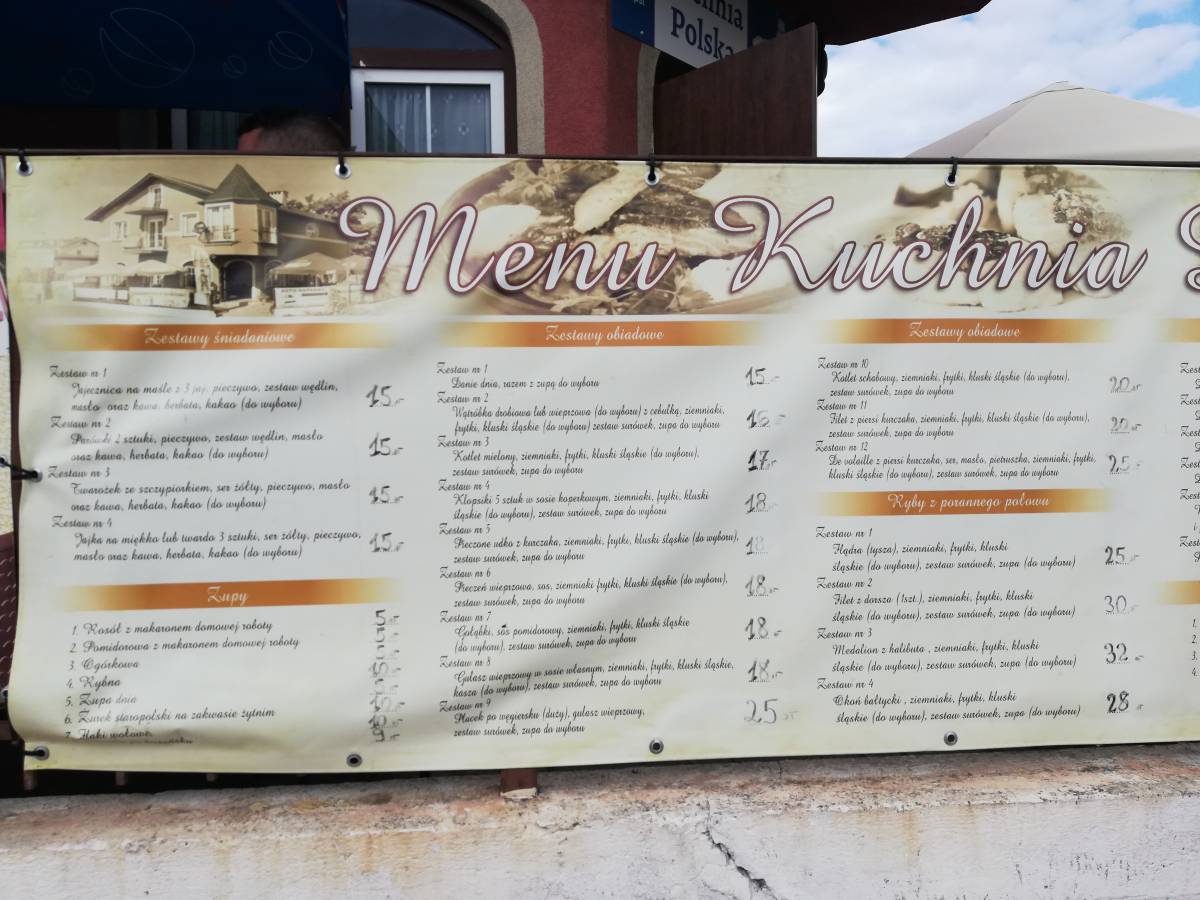 Polska
Menu Kuchnia
Zestawy śniadaniowe
Zestaw nr 1
Jajecznica na maśle z 3 jaj, pieczywo, zestaw wędlin,
masło oraz kawa, herbata, kakao (do wyboru) 15
Zestaw nr 2
Parówki 2 sztuki, pieczywo, zestaw wędlin, masło
oraz kawa, herbata, kakao (do wyboru) 15
Zestaw nr 3
Twarożek ze szczypiorkiem, ser żółty, pieczywo, masło
oraz kawa, herbata, kakao (do wyboru) 15
Zestaw nr 4
Jajka na miękko lub twardo 3 sztuki, ser żółty, pieczywo,
masło oraz kawa, herbata, kakao (do wyboru) 15
Zupy
1. Rosół z makaronem domowej roboty 5
2. Pomidorowa z makaronem domowej roboty
3. Ogórkowa
4. Rybna
5. Zupa dnia
6. Żurek staropolski na zakwasie żytnim
7. Flaki wołowe
Zestawy obiadowe
Zestaw nr 1
Danie dnia, razem z zupą do wyboru 15
Zestaw nr 2
Wątróbka drobiowa lub wieprzowa (do wyboru) z cebulką, ziemniaki,
frytki, kluski śląskie (do wyboru) zestaw surówek, zupa do wyboru 16
Zestaw nr 3
Kotlet mielony, ziemniaki, frytki, kluski śląskie (do wyboru),
zestaw surówek, zupa do wyboru 17
Zestaw nr 4
Klopsiki 5 sztuk w sosie koperkowym, ziemniaki, frytki, kluski
śląskie (do wyboru), zestaw surówek, zupa do wyboru 18
Zestaw nr 5
Pieczone udko z kurczaka, ziemniaki, frytki, kluski śląskie (do wyboru),
zestaw surówek, zupa do wyboru 18
Zestaw nr 6
Pieczeń wieprzowa, sos, ziemniaki frytki, kluski śląskie (do wyboru),
zestaw surówek, zupa do wyboru 18
Zestaw nr 7
Gołąbki, sos pomidorowy, ziemniaki, frytki, kluski śląskie
(do wyboru), zestaw surówek, zupa do wyboru 18
Zestaw nr 8
Gulasz wieprzowy w sosie własnym, ziemniaki, frytki, kluski śląskie,
kasza (do wyboru), zestaw surówek, zupa do wyboru 18
Zestaw nr 9
Placek po węgiersku (duży), gulasz wieprzowy,
zestaw surówek, zupa do wyboru 25
Zestawy obiadowe
Zestaw nr 10
Kotlet schabowy, ziemniaki, frytki, kluski śląskie (do wyboru),
zestaw surówek, zupa do wyboru 20
Zestaw nr 11
Filet z piersi kurczaka, ziemniaki, frytki, kluski śląskie (do wyboru),
zestaw surówek, zupa do wyboru 20
Zestaw nr 12
De volaille z piersi kurczaka, ser, masło, pietruszka, ziemniaki, frytki,
kluski śląskie (do wyboru), zestaw surówek, zupa do wyboru 25
Ryby z porannego połowu
Zestaw nr 1
Flądra (tusza), ziemniaki, frytki, kluski
śląskie (do wyboru), zestaw surówek, zupa (do wyboru) 25
Zestaw nr 2
Filet z dorsza (1szt.), ziemniaki, frytki, kluski
śląskie (do wyboru), zestaw surówek, zupa (do wyboru) 30
Zestaw nr 3
Medalion z halibuta , ziemniaki, frytki, kluski
śląskie (do wyboru), zestaw surówek, zupa (do wyboru) 32
Zestaw nr 4
Okoń bałtycki , ziemniaki, frytki, kluski
śląskie (do wyboru), zestaw surówek, zupa (do wyboru) 28